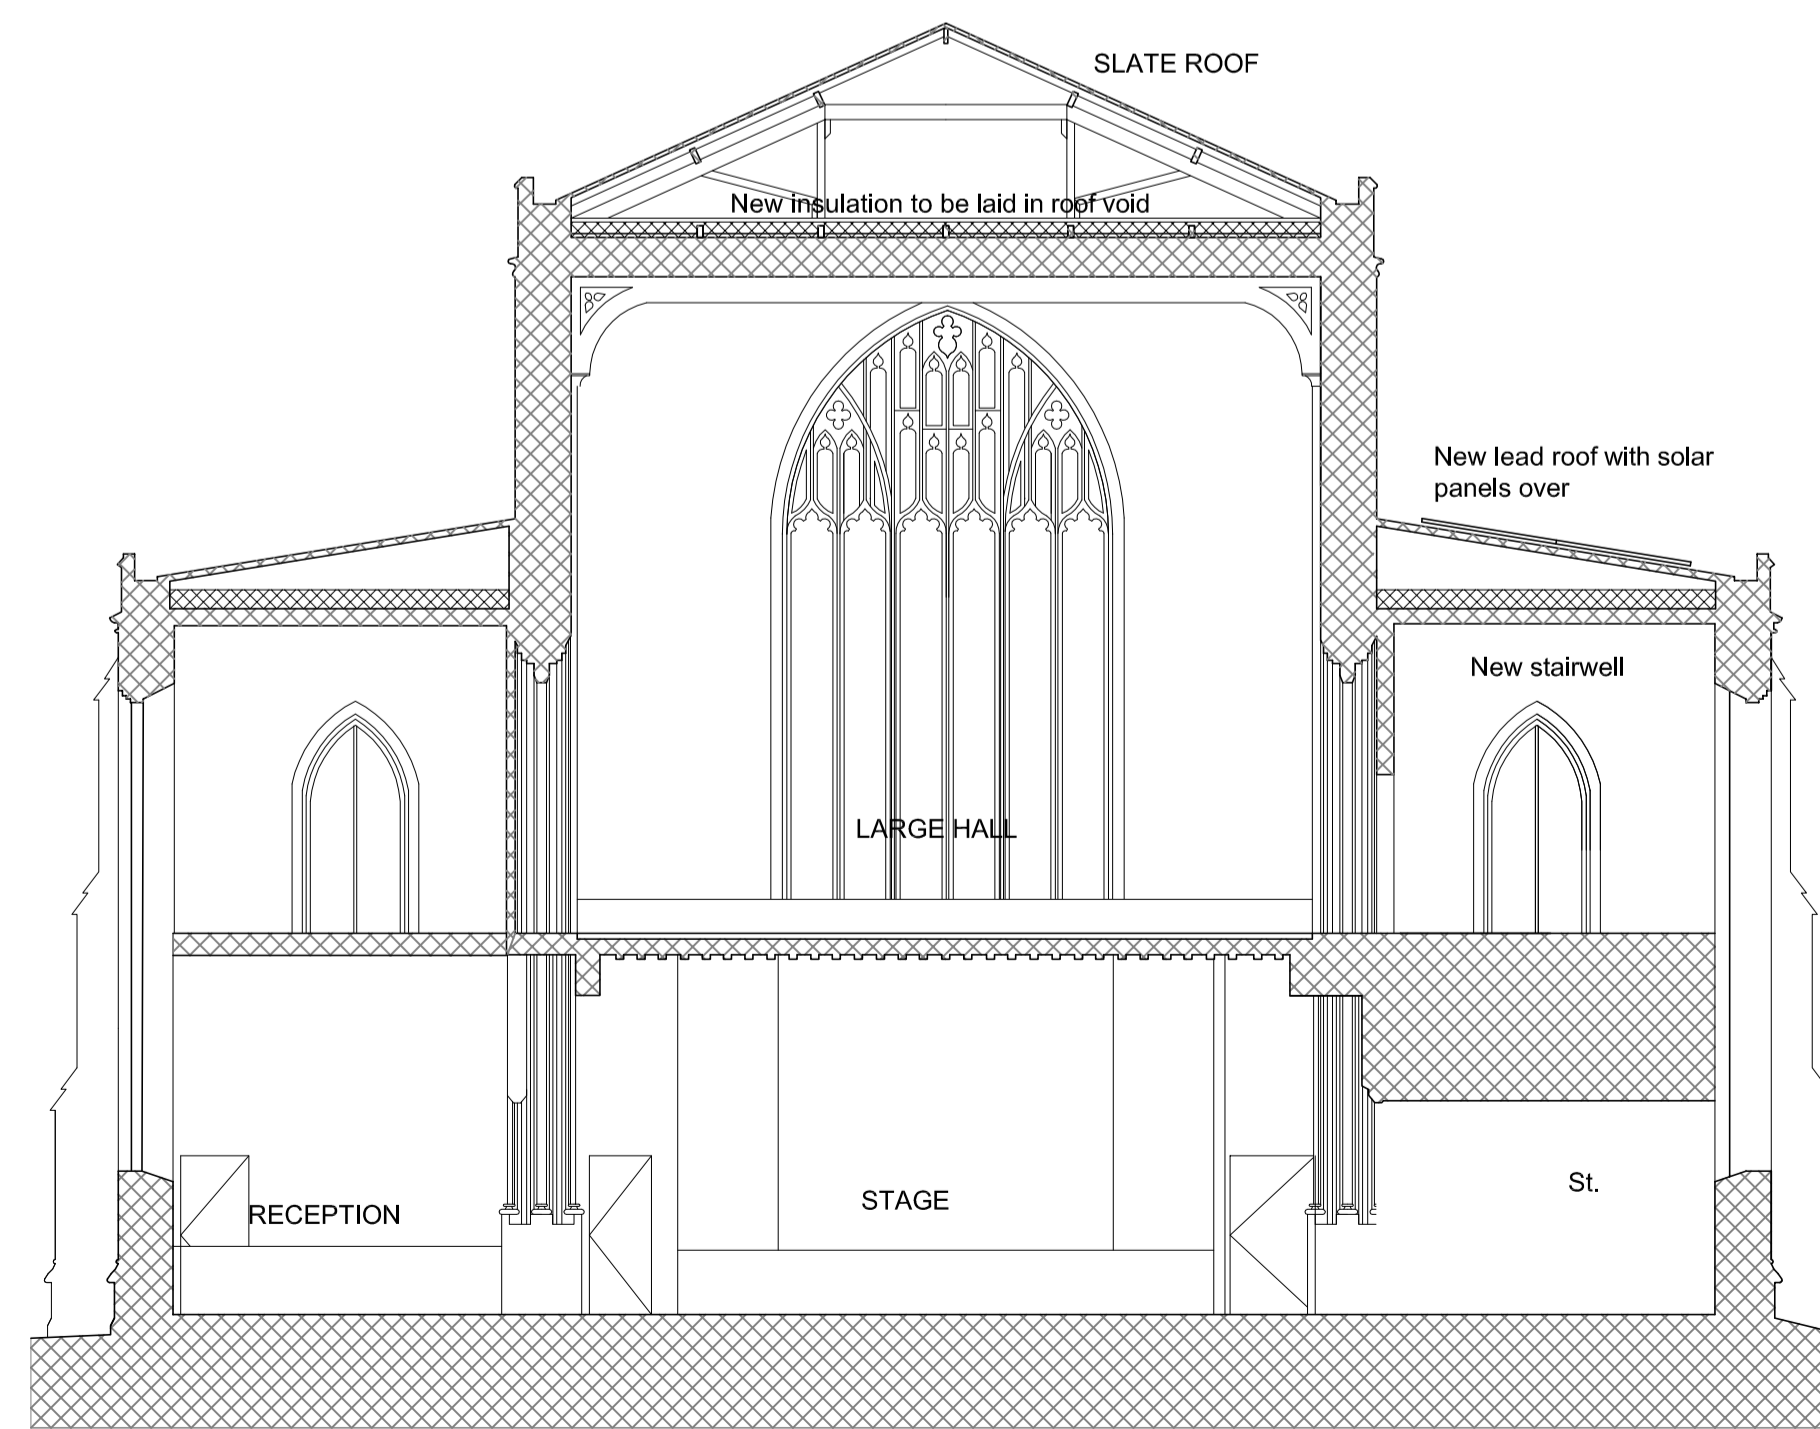 SLATE ROOF
New insulation to be laid in roof void
New lead roof with solar
panels over
New stairwell
LARGE HALL
St.
STAGE
RECEPTION